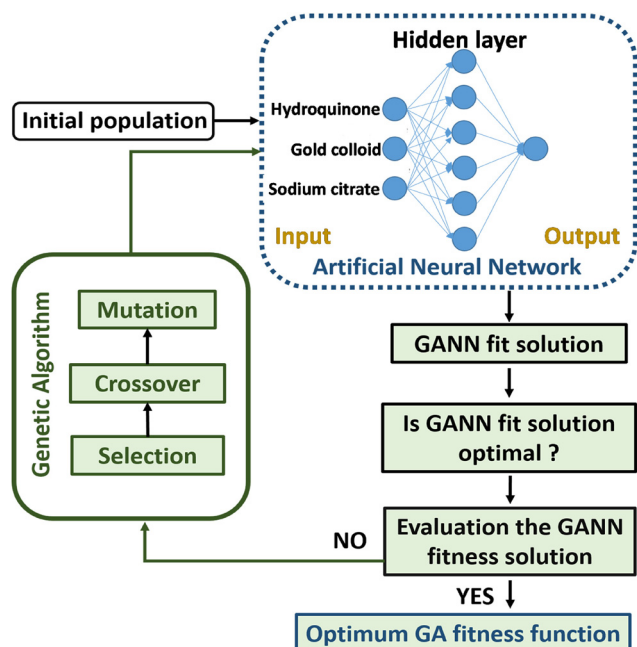 Hidden layer
Initial population
Hydroquinone
Gold colloid
Sodium citrate
Input
Output
Artificial Neural Network
Genetic Algorithm
Mutation
Crossover
Selection
GANN fit solution
Is GANN fit solution
optimal ?
Evaluation the GANN
fitness solution
NO
YES
Optimum GA fitness function